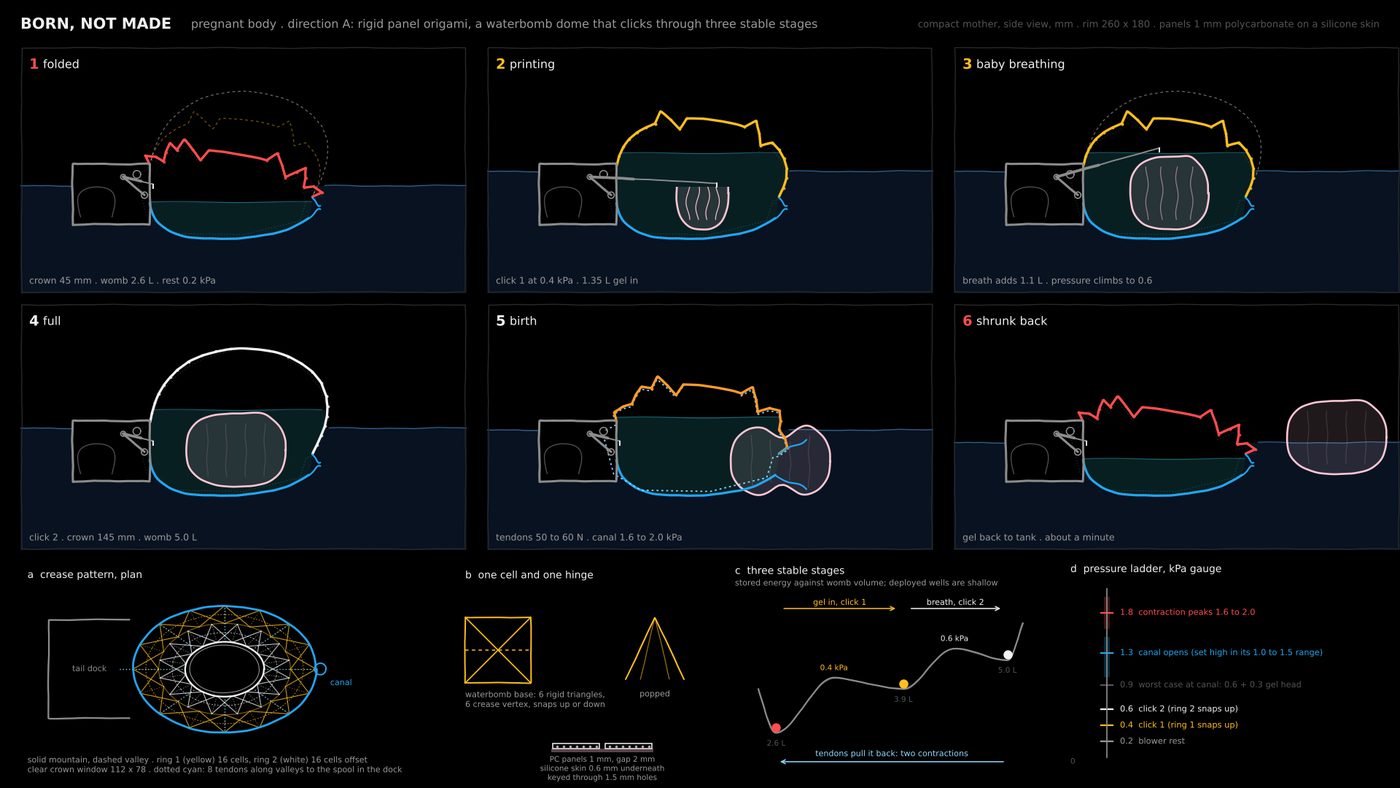 BORN, NOT MADE pregnant body . direction A: rigid panel origami, a waterbomb dome that clicks through three stable stages compact mother, side view, mm . rim 260 x 180 . panels 1 mm polycarbonate on a silicone skin
1 folded
crown 45 mm . womb 2.6 L . rest 0.2 kPa
2 printing
click 1 at 0.4 kPa . 1.35 L gel in
3 baby breathing
breath adds 1.1 L . pressure climbs to 0.6
4 full
click 2 . crown 145 mm . womb 5.0 L
5 birth
tendons 50 to 60 N . canal 1.6 to 2.0 kPa
6 shrunk back
gel back to tank . about a minute
a crease pattern, plan
tail dock
canal
solid mountain, dashed valley . ring 1 (yellow) 16 cells, ring 2 (white) 16 cells offset
clear crown window 112 x 78 . dotted cyan: 8 tendons along valleys to the spool in the dock
b one cell and one hinge
waterbomb base: 6 rigid triangles,
6 crease vertex, snaps up or down
popped
PC panels 1 mm, gap 2 mm
silicone skin 0.6 mm underneath
keyed through 1.5 mm holes
c three stable stages
stored energy against womb volume; deployed wells are shallow
gel in, click 1
breath, click 2
0.6 kPa
0.4 kPa
5.0 L
3.9 L
2.6 L
tendons pull it back: two contractions
d pressure ladder, kPa gauge
1.8 contraction peaks 1.6 to 2.0
1.3 canal opens (set high in its 1.0 to 1.5 range)
0.9 worst case at canal: 0.6 + 0.3 gel head
0.6 click 2 (ring 2 snaps up)
0.4 click 1 (ring 1 snaps up)
0.2 blower rest
0